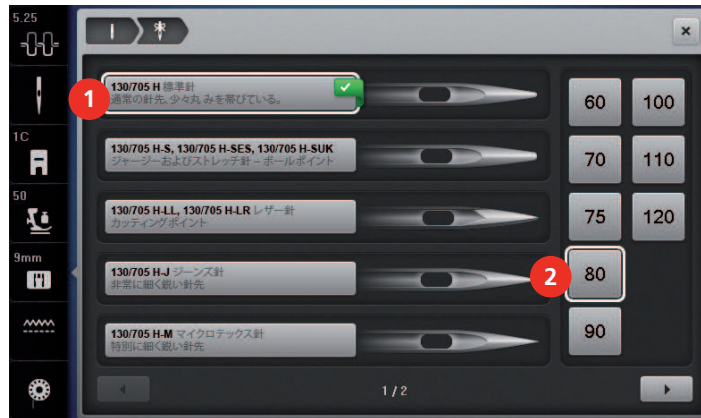 5.25
1C
50
9mm
1
130/705 H 標準針
通常の針先、少々丸みを帯びている。
130/705 H-S, 130/705 H-SES, 130/705 H-SUK
ジャージーおよびストレッチ針 – ボールポイント
130/705 H-LL, 130/705 H-LR レザー針
カッティングポイント
130/705 H-J ジーンズ針
非常に細く鋭い針先
130/705 H-M マイクロテックス針
特別に細く鋭い針先
60 100
70 110
75 120
2
80
90
1 / 2